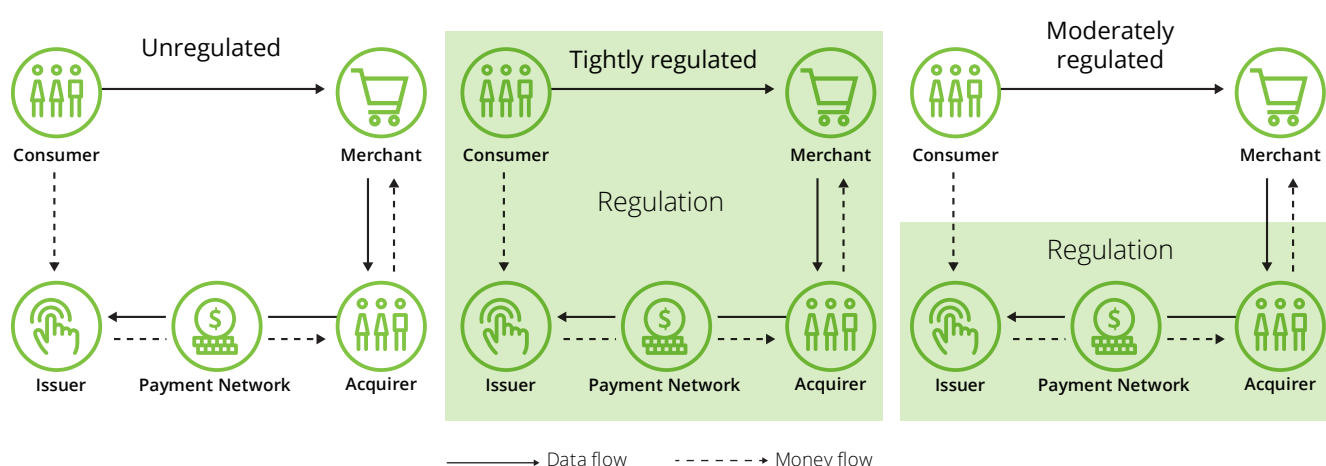 Unregulated
Consumer
Merchant
Issuer
Payment Network
Acquirer
Tightly regulated
Consumer
Merchant
Regulation
$
Issuer
Payment Network
Acquirer
Moderately
regulated
Consumer
Merchant
Regulation
$
Issuer
Payment Network
Acquirer
$
Data flow
Money flow